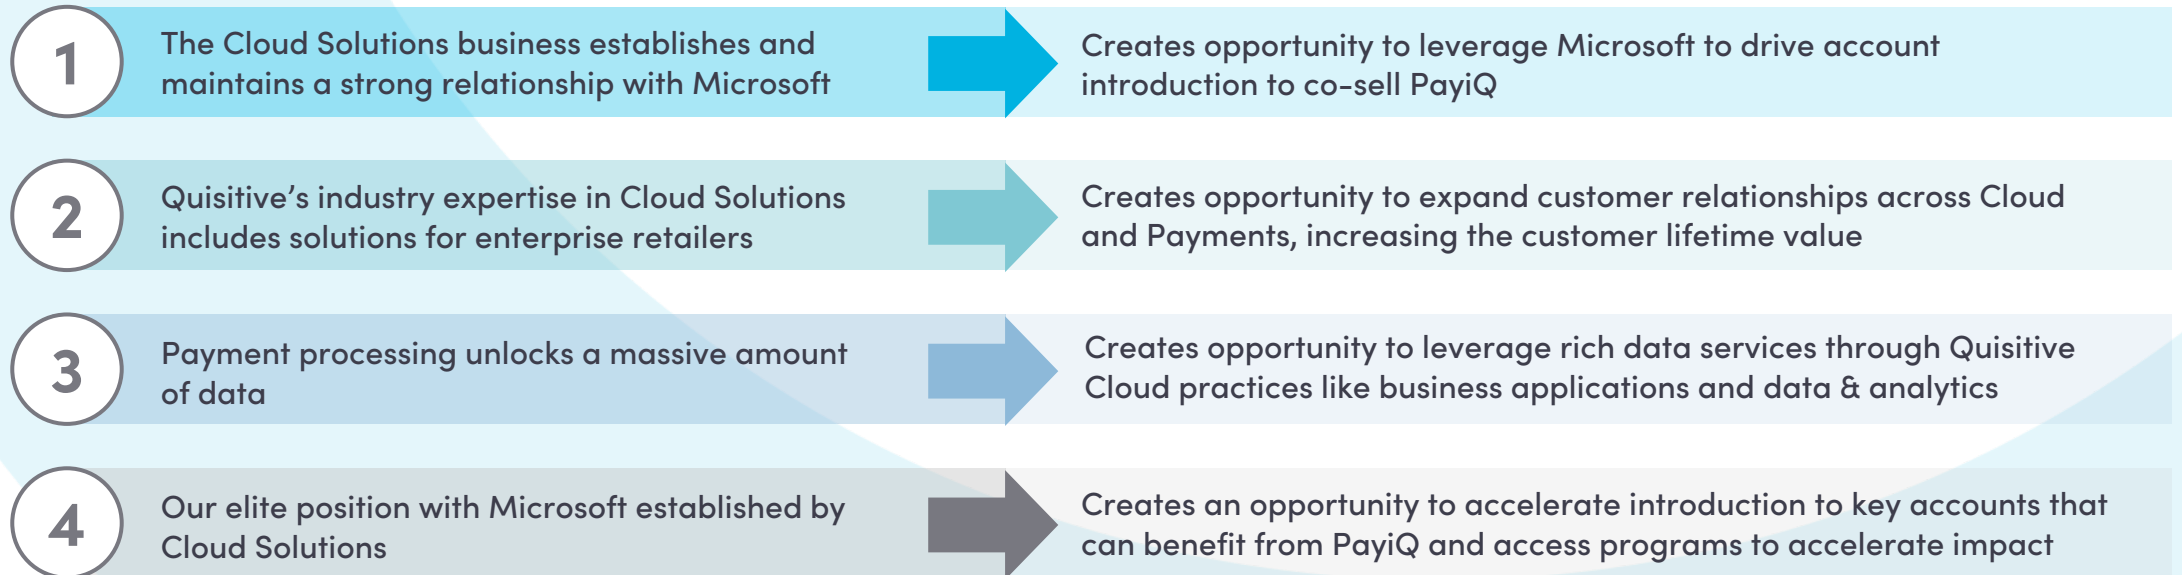 1
The Cloud Solutions business establishes and
maintains a strong relationship with Microsoft
Creates opportunity to leverage Microsoft to drive account
introduction to co-sell PayiQ
2
Quisitive’s industry expertise in Cloud Solutions
includes solutions for enterprise retailers
Creates opportunity to expand customer relationships across Cloud
and Payments, increasing the customer lifetime value
3
Payment processing unlocks a massive amount
of data
Creates opportunity to leverage rich data services through Quisitive
Cloud practices like business applications and data & analytics
4
Our elite position with Microsoft established by
Cloud Solutions
Creates an opportunity to accelerate introduction to key accounts that
can benefit from PayiQ and access programs to accelerate impact